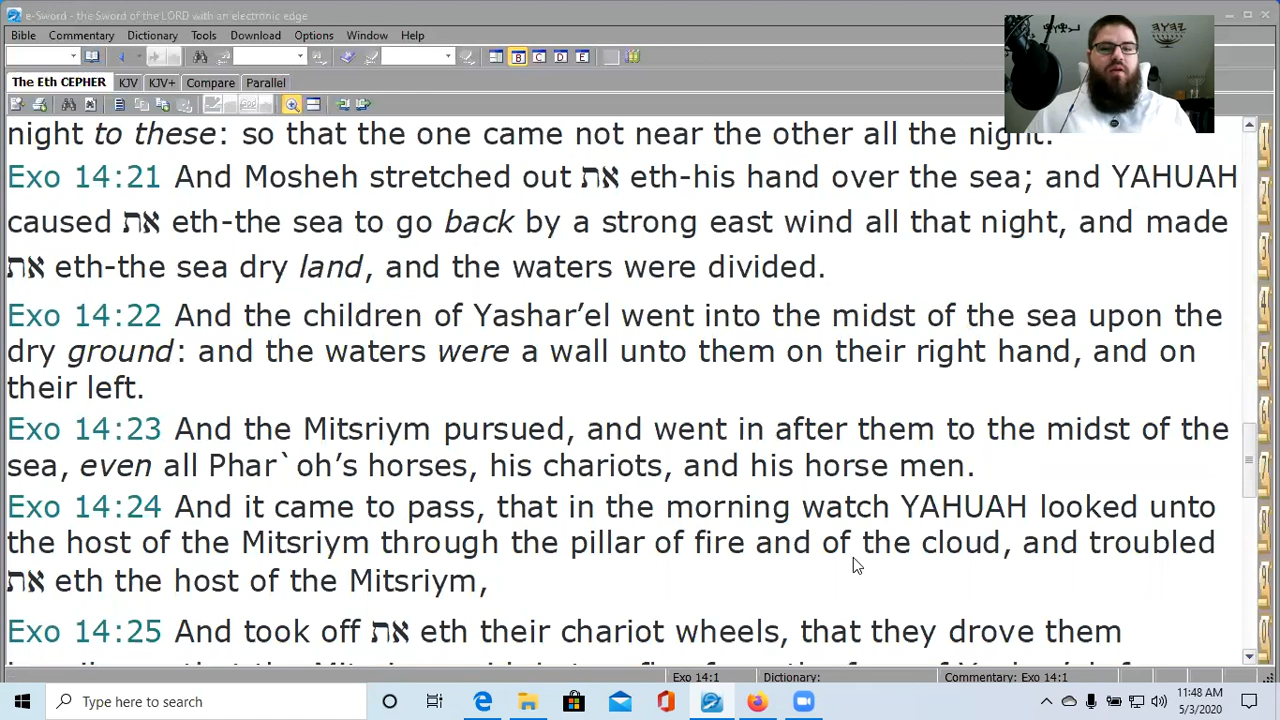 e-Sword - the Sword of the LORD with an electronic edge
Bible Commentary Dictionary Tools Download Options Window Help
B C D E
The Eth CEPHER KJV KJV+ Compare Parallel
night to these: so that the one came not near the other all the night.
Exo 14:21 And Mosheh stretched out את eth-his hand over the sea; and YAHUAH
caused את eth-the sea to go back by a strong east wind all that night, and made
את eth-the sea dry land, and the waters were divided.
Exo 14:22 And the children of Yashar’el went into the midst of the sea upon the
dry ground: and the waters were a wall unto them on their right hand, and on
their left.
Exo 14:23 And the Mitsriym pursued, and went in after them to the midst of the
sea, even all Phar`oh’s horses, his chariots, and his horse men.
Exo 14:24 And it came to pass, that in the morning watch YAHUAH looked unto
the host of the Mitsriym through the pillar of fire and of the cloud, and troubled
את eth the host of the Mitsriym,
Exo 14:25 And took off את eth their chariot wheels, that they drove them
Exo 14:1 Dictionary: Commentary: Exo 14:1
Type here to search
11:48 AM
5/3/2020